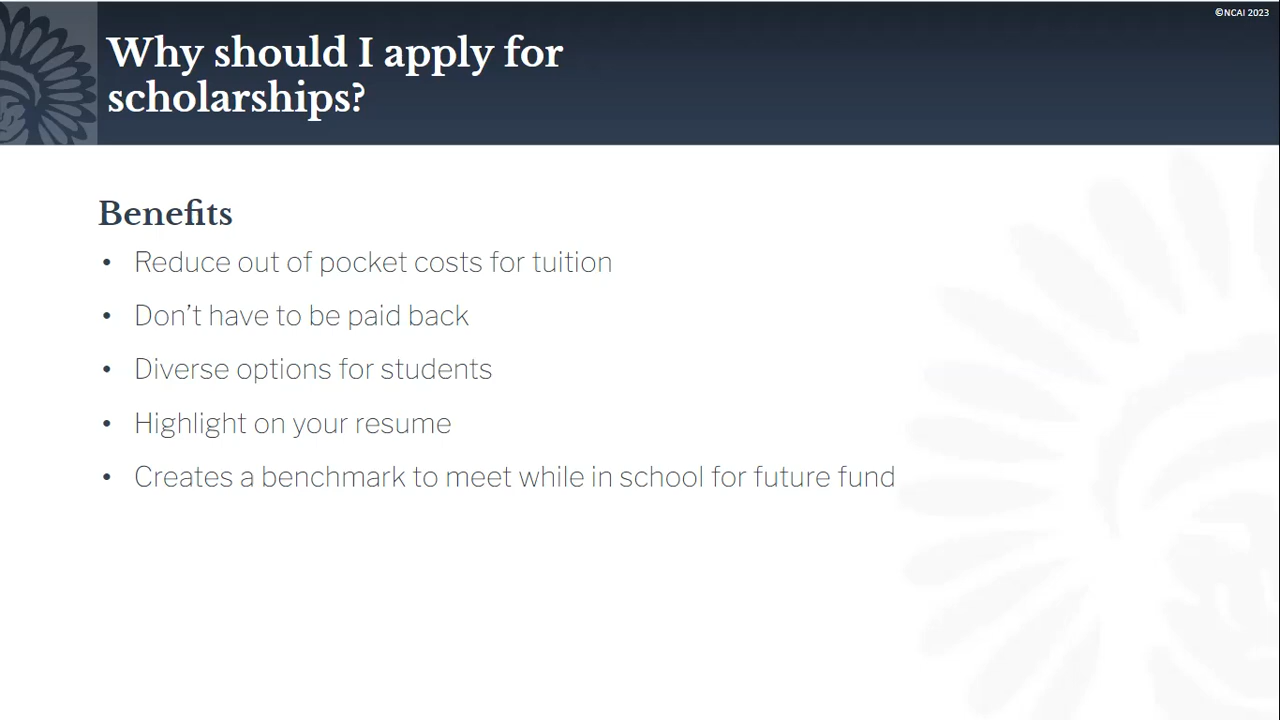 ©NCAI 2023
Why should I apply for
scholarships?
Benefits
• Reduce out of pocket costs for tuition
• Don’t have to be paid back
• Diverse options for students
• Highlight on your resume
• Creates a benchmark to meet while in school for future fund